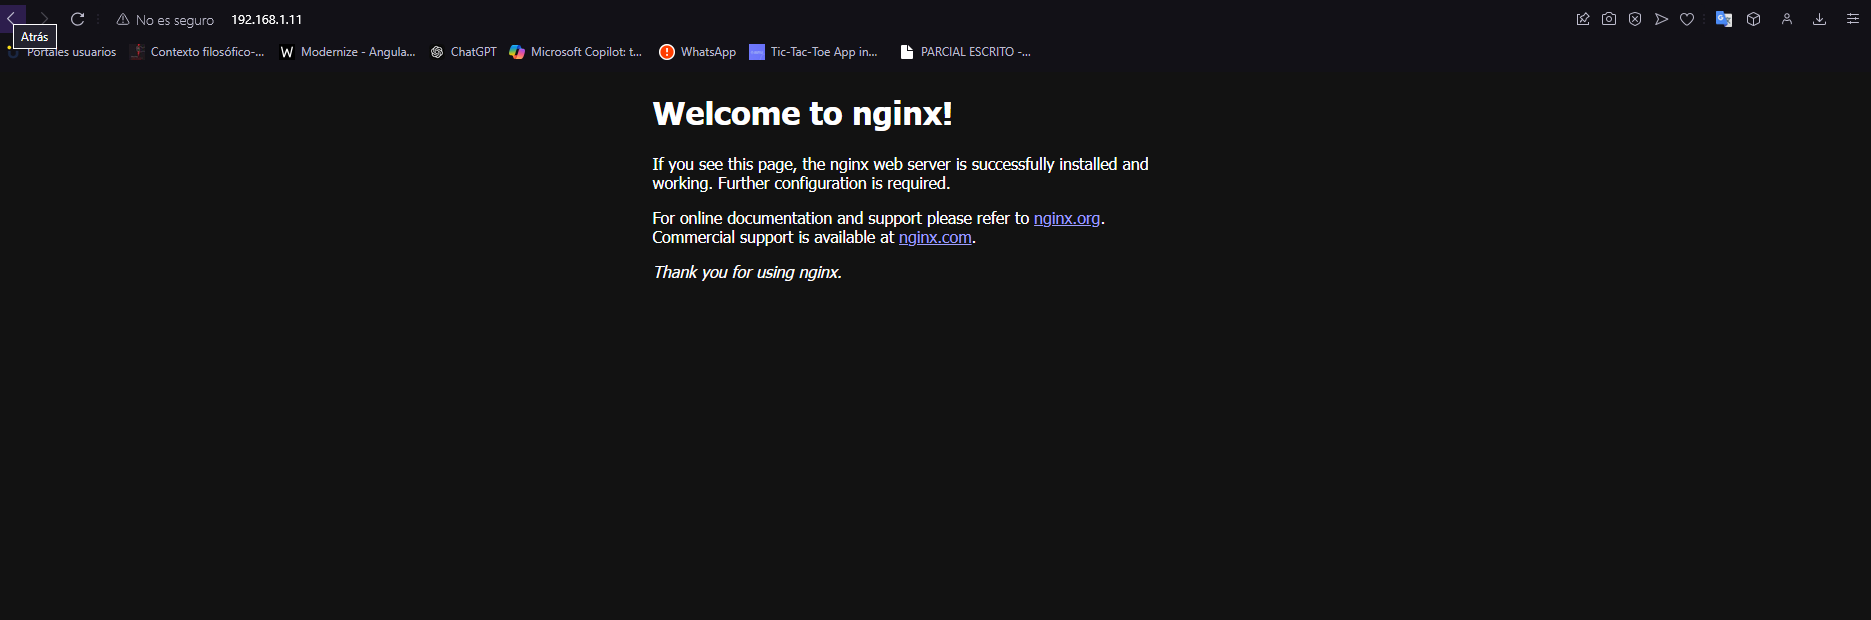 No es seguro 192.168.1.11
Atrás
Portales usuarios Contexto filosófico-... W Modernize - Angula... ChatGPT Microsoft Copilot: t... WhatsApp Tic-Tac-Toe App in... PARCIAL ESCRITO -...
Welcome to nginx!
If you see this page, the nginx web server is successfully installed and
working. Further configuration is required.
For online documentation and support please refer to nginx.org.
Commercial support is available at nginx.com.
Thank you for using nginx.